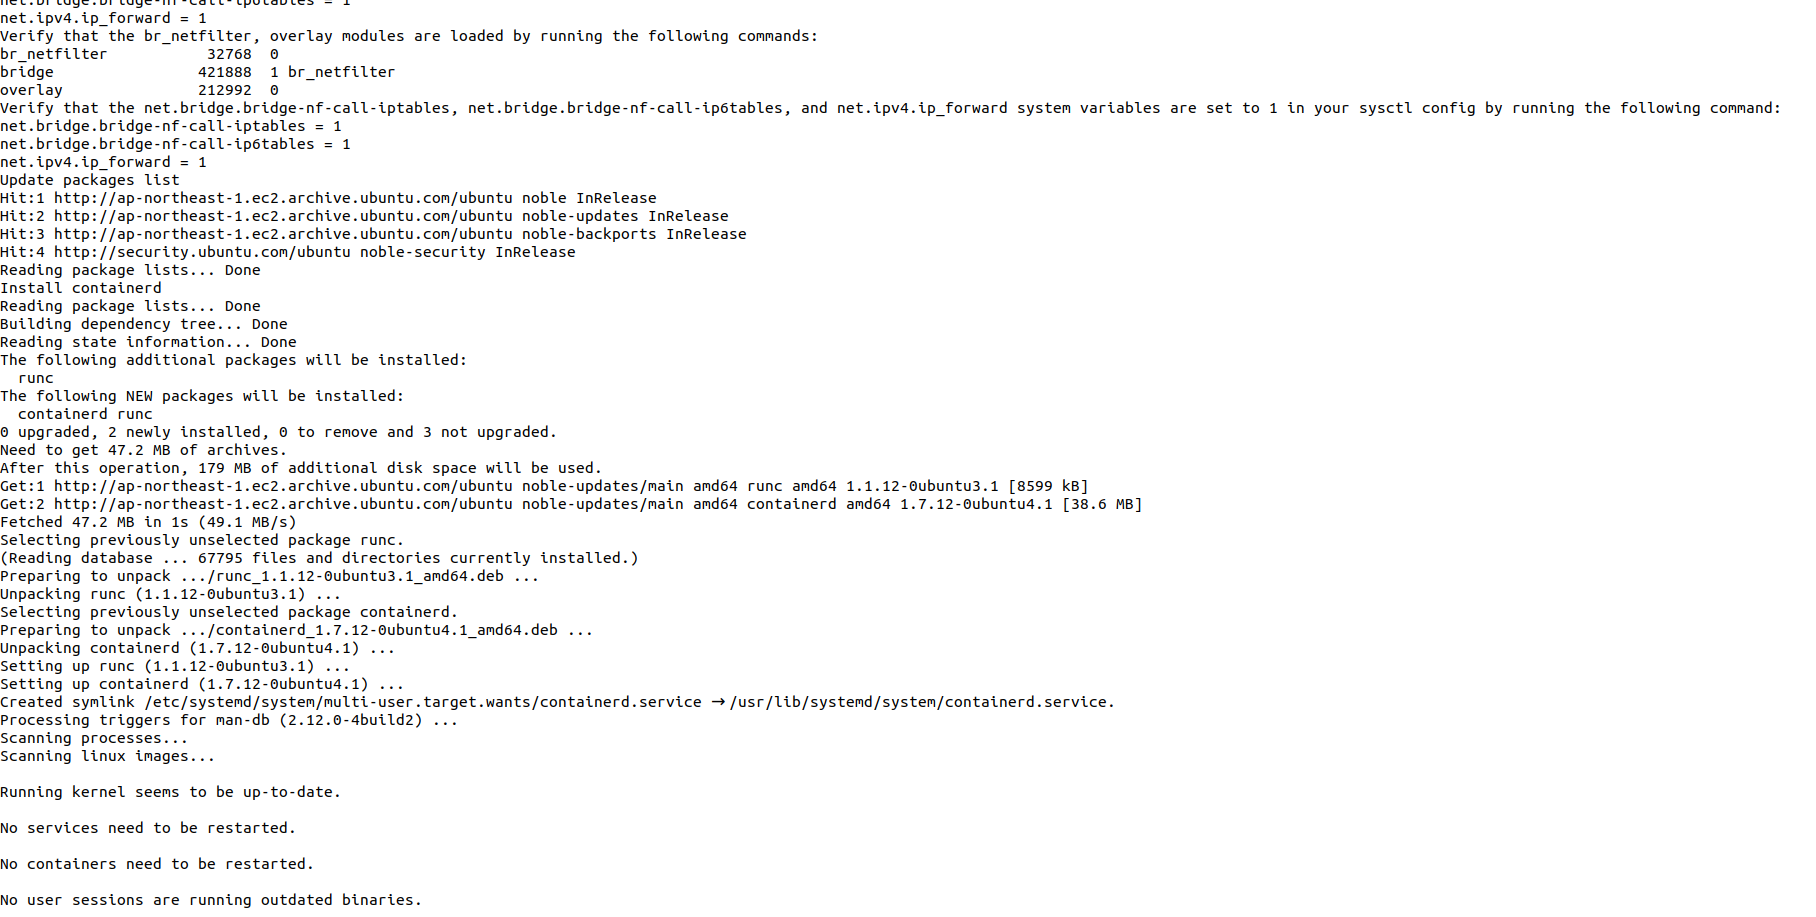 net.bridge.bridge-nf-call-ip6tables = 1
net.ipv4.ip_forward = 1
Verify that the br_netfilter, overlay modules are loaded by running the following commands:
br_netfilter           32768  0
bridge                421888  1 br_netfilter
overlay               212992  0
Verify that the net.bridge.bridge-nf-call-iptables, net.bridge.bridge-nf-call-ip6tables, and net.ipv4.ip_forward system variables are set to 1 in your sysctl config by running the following command:
net.bridge.bridge-nf-call-iptables = 1
net.bridge.bridge-nf-call-ip6tables = 1
net.ipv4.ip_forward = 1
Update packages list
Hit:1 http://ap-northeast-1.ec2.archive.ubuntu.com/ubuntu noble InRelease
Hit:2 http://ap-northeast-1.ec2.archive.ubuntu.com/ubuntu noble-updates InRelease
Hit:3 http://ap-northeast-1.ec2.archive.ubuntu.com/ubuntu noble-backports InRelease
Hit:4 http://security.ubuntu.com/ubuntu noble-security InRelease
Reading package lists... Done
Install containerd
Reading package lists... Done
Building dependency tree... Done
Reading state information... Done
The following additional packages will be installed:
  runc
The following NEW packages will be installed:
  containerd runc
0 upgraded, 2 newly installed, 0 to remove and 3 not upgraded.
Need to get 47.2 MB of archives.
After this operation, 179 MB of additional disk space will be used.
Get:1 http://ap-northeast-1.ec2.archive.ubuntu.com/ubuntu noble-updates/main amd64 runc amd64 1.1.12-0ubuntu3.1 [8599 kB]
Get:2 http://ap-northeast-1.ec2.archive.ubuntu.com/ubuntu noble-updates/main amd64 containerd amd64 1.7.12-0ubuntu4.1 [38.6 MB]
Fetched 47.2 MB in 1s (49.1 MB/s)
Selecting previously unselected package runc.
(Reading database ... 67795 files and directories currently installed.)
Preparing to unpack .../runc_1.1.12-0ubuntu3.1_amd64.deb ...
Unpacking runc (1.1.12-0ubuntu3.1) ...
Selecting previously unselected package containerd.
Preparing to unpack .../containerd_1.7.12-0ubuntu4.1_amd64.deb ...
Unpacking containerd (1.7.12-0ubuntu4.1) ...
Setting up runc (1.1.12-0ubuntu3.1) ...
Setting up containerd (1.7.12-0ubuntu4.1) ...
Created symlink /etc/systemd/system/multi-user.target.wants/containerd.service → /usr/lib/systemd/system/containerd.service.
Processing triggers for man-db (2.12.0-4build2) ...
Scanning processes...
Scanning linux images...
Running kernel seems to be up-to-date.
No services need to be restarted.
No containers need to be restarted.
No user sessions are running outdated binaries.